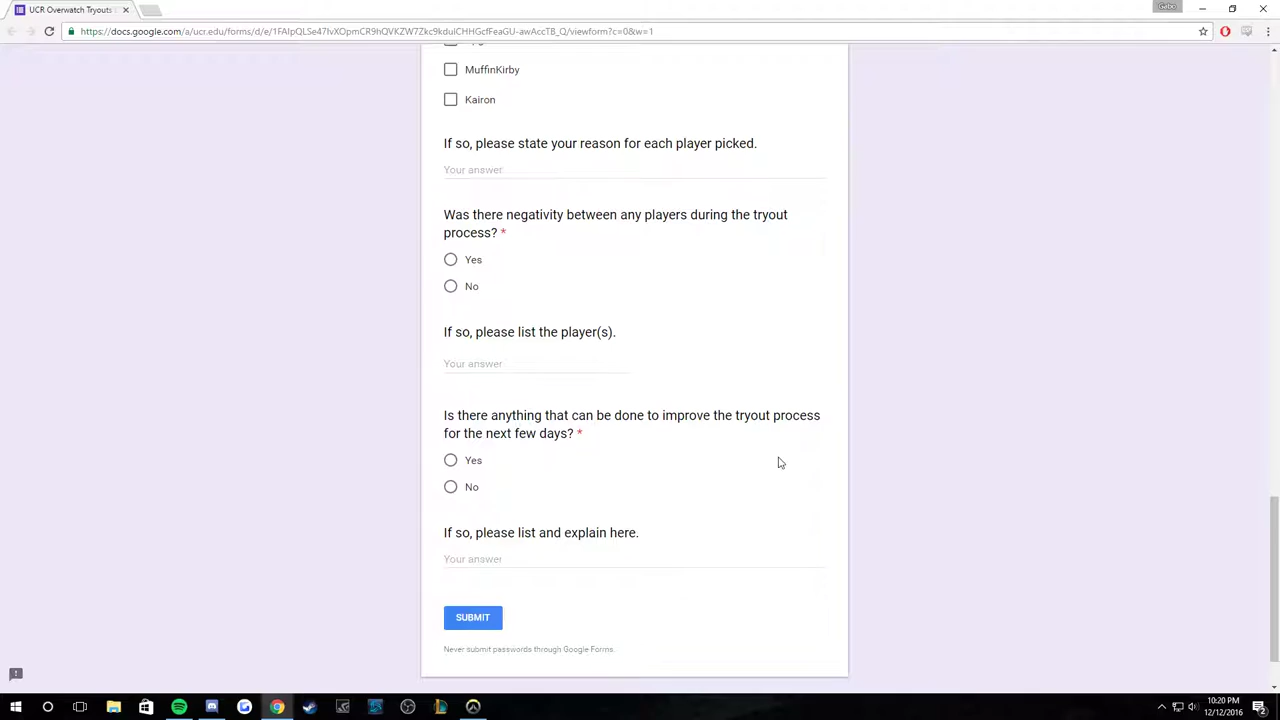 UCR Overwatch Tryouts
Gabo
https://docs.google.com/a/ucr.edu/forms/d/e/1FAIpQLSe47IvXOpmCR9hQVKZW7Zkc9kdulCHHGcfFeaGU-awAccTB_Q/viewform?c=0&w=1
MuffinKirby
Kairon
If so, please state your reason for each player picked.
Your answer
Was there negativity between any players during the tryout
process? *
Yes
No
If so, please list the player(s).
Your answer
Is there anything that can be done to improve the tryout process
for the next few days? *
Yes
No
If so, please list and explain here.
Your answer
SUBMIT
Never submit passwords through Google Forms.
10:20 PM
12/12/2016